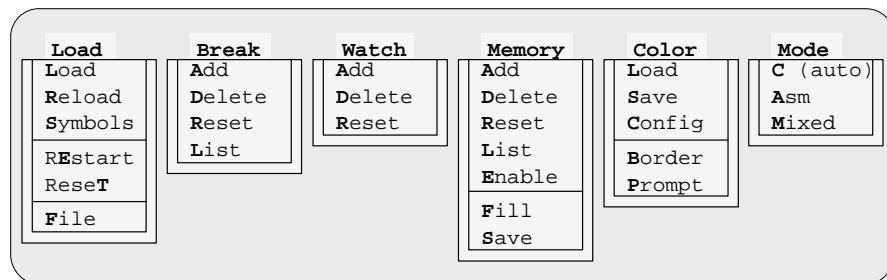 Load Break Watch Memory Color Mode
Load Add Add Add Load C (auto)
Reload Delete Delete Delete Save Asm
Symbols Reset Reset Reset Config Mixed
REstart List List Border
ReseT Enable Prompt
File Fill
Save